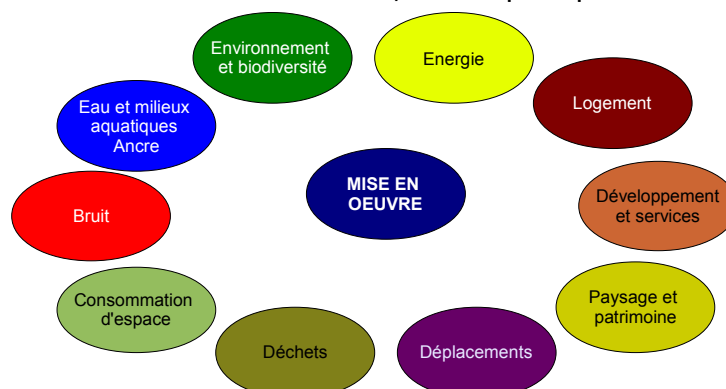 Environnement
et biodiversité
Energie
Logement
Eau et milieux
aquatiques
Ancre
MISE EN
OEUVRE
Développement
et services
Bruit
Consommation
d'espace
Paysage et
patrimoine
Déchets
Déplacements